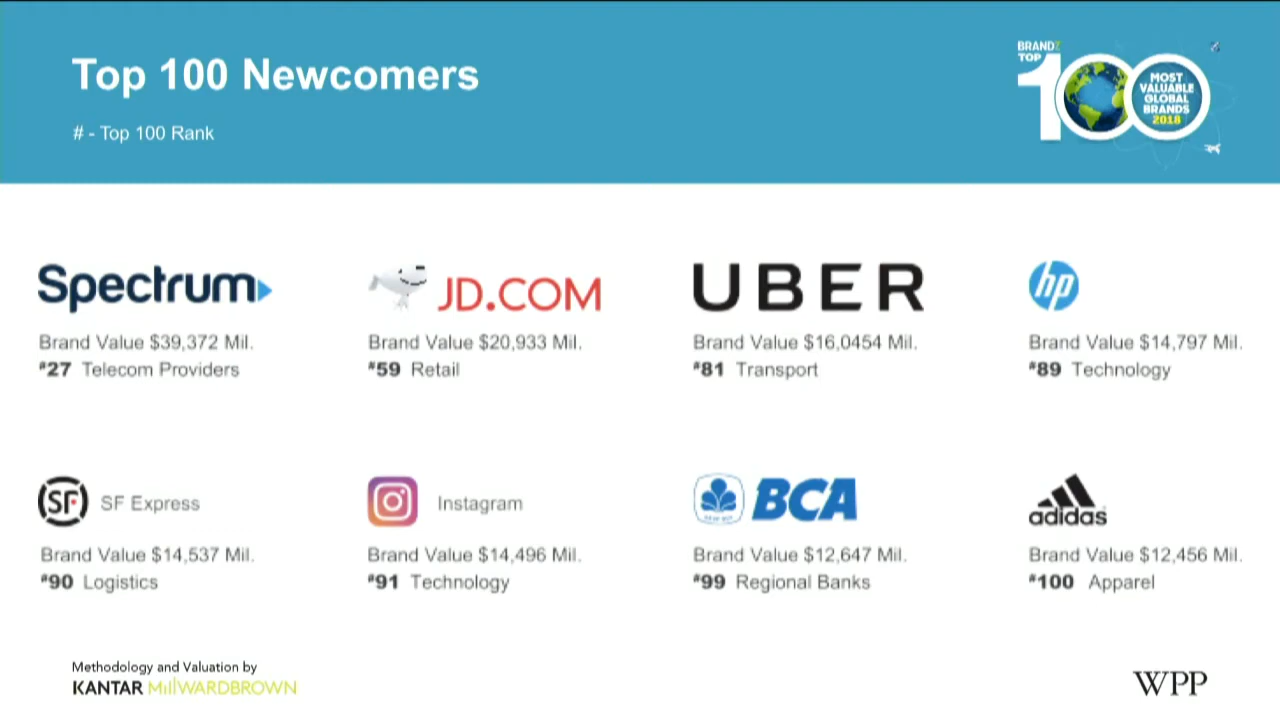 Top 100 Newcomers
# - Top 100 Rank
BRANDZ
TOP
100
MOST
VALUABLE
GLOBAL
BRANDS
2018
Spectrum
Brand Value $39,372 Mil.
#27 Telecom Providers
JD.COM
Brand Value $20,933 Mil.
#59 Retail
UBER
Brand Value $16,0454 Mil.
#81 Transport
hp
Brand Value $14,797 Mil.
#89 Technology
SF SF Express
Brand Value $14,537 Mil.
#90 Logistics
Instagram
Brand Value $14,496 Mil.
#91 Technology
BCA
Brand Value $12,647 Mil.
#99 Regional Banks
adidas
Brand Value $12,456 Mil.
#100 Apparel
Methodology and Valuation by
KANTAR MillWARDBROWN
WPP